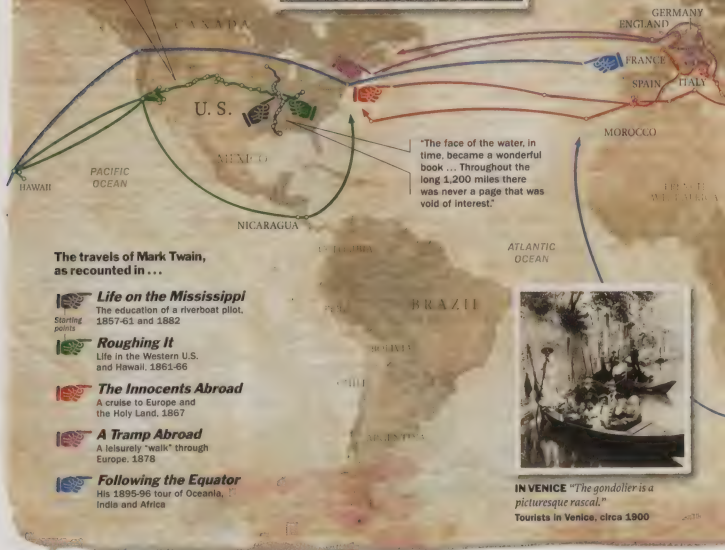 CANADA
GERMANY
ENGLAND
FRANCE
SPAIN
ITALY
U. S.
MOROCCO
MEXICO
"The face of the water, in
time, became a wonderful
book ... Throughout the
long 1,200 miles there
was never a page that was
void of interest."
PACIFIC
OCEAN
HAWAII
NICARAGUA
ATLANTIC
OCEAN
The travels of Mark Twain,
as recounted in ...
BRAZIL
Life on the Mississippi
The education of a riverboat pilot,
1857-61 and 1882
Starting
points
Roughing It
Life in the Western U.S.
and Hawaii, 1861-66
BOLIVIA
The Innocents Abroad
A cruise to Europe and
the Holy Land, 1867
CHILE
A Tramp Abroad
A leisurely "walk" through
Europe, 1878
ARGENTINA
Following the Equator
His 1895-96 tour of Oceania,
India and Africa
IN VENICE "The gondolier is a
picturesque rascal."
Tourists in Venice, circa 1900